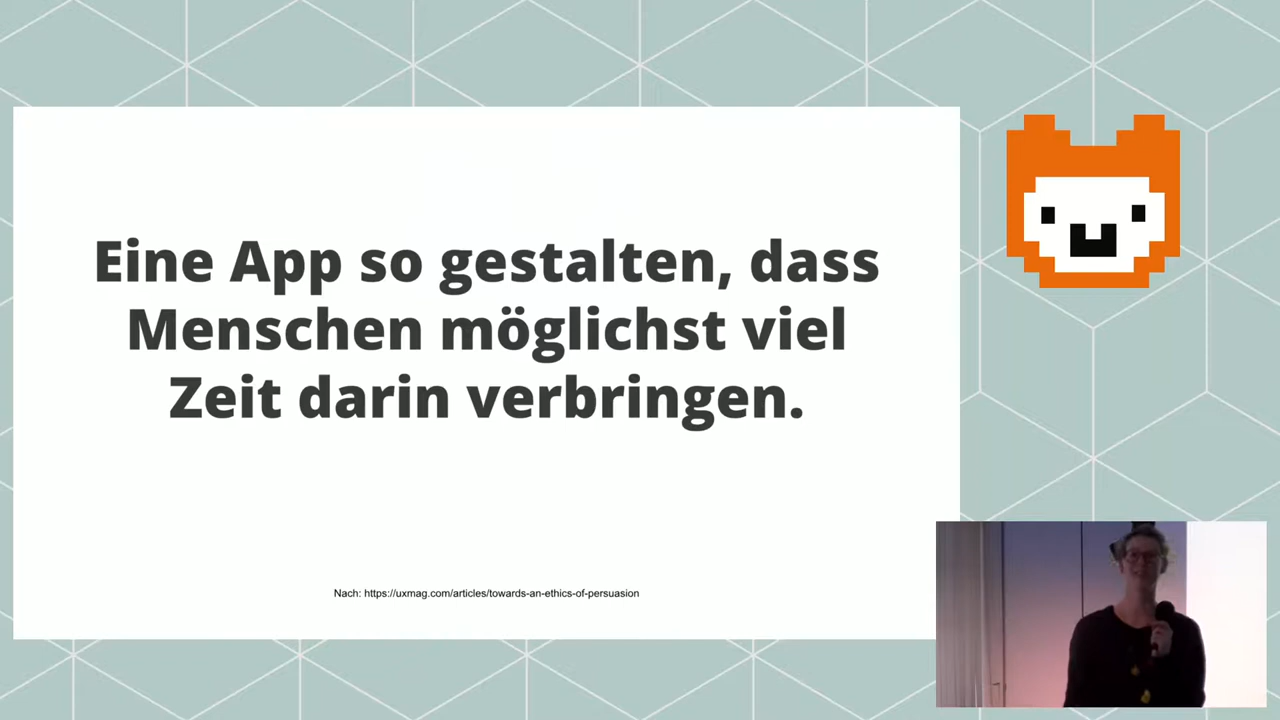 Eine App so gestalten, dass
Menschen möglichst viel
Zeit darin verbringen.
Nach: https://uxmag.com/articles/towards-an-ethics-of-persuasion